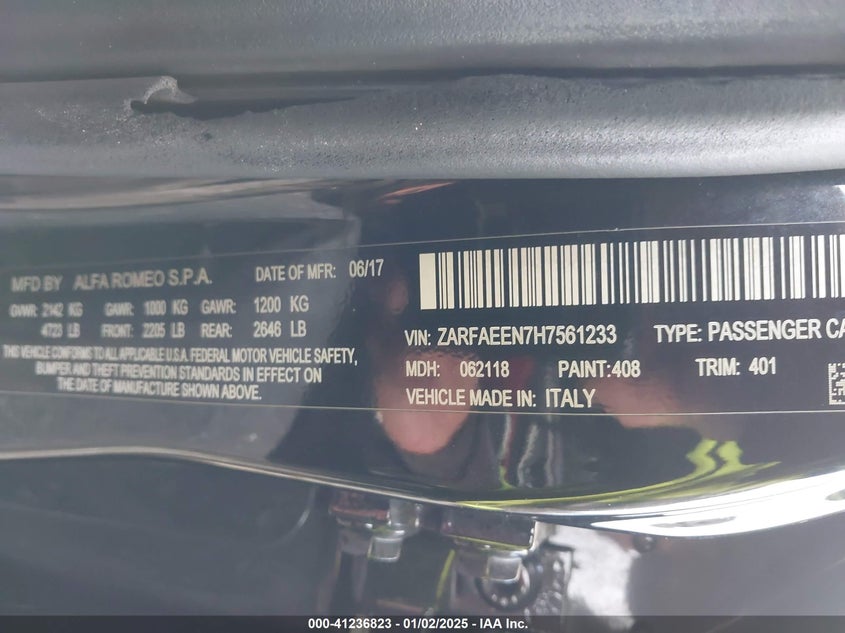 MFD BY ALFA ROMEO S.P.A. DATE OF MFR: 06/17
GVWR: 2142 KG GAWR: 1000 KG GAWR: 1200 KG
4723 LB FRONT: 2205 LB REAR: 2646 LB
THIS VEHICLE CONFORMS TO ALL APPLICABLE U.S.A. FEDERAL MOTOR VEHICLE SAFETY,
BUMPER AND THEFT PREVENTION STANDARDS IN EFFECT ON
THE DATE OF MANUFACTURE SHOWN ABOVE.
VIN: ZARFAEEN7H7561233 TYPE: PASSENGER CA
MDH: 062118 PAINT: 408 TRIM: 401
VEHICLE MADE IN: ITALY
000-41236823 - 01/02/2025 - IAA Inc.